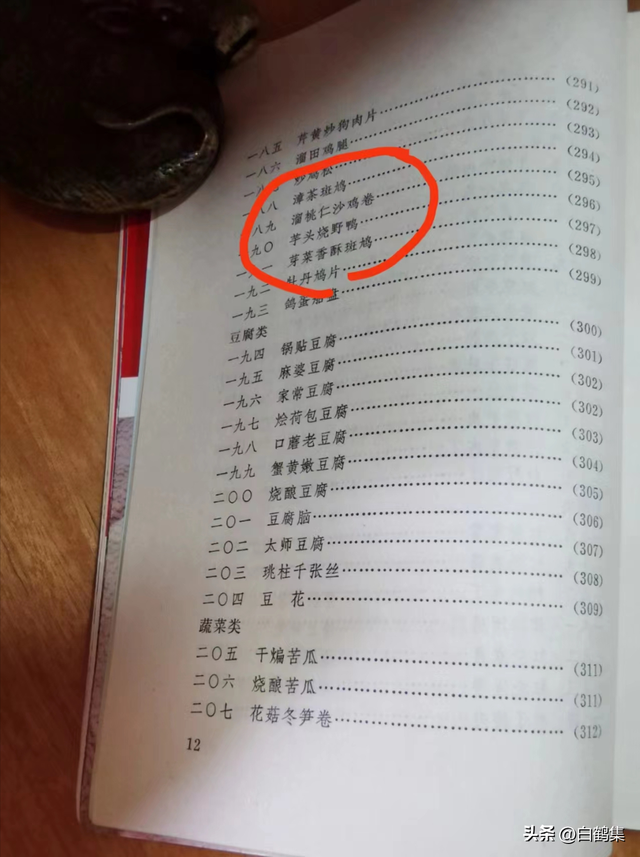 一八五 芹黄炒狗肉片……(291)
一八六 溜田鸡腿……(292)
松……(293)
八八 漳茶斑鸠……(294)
八九 溜桃仁沙鸡卷……(295)
九〇 芋头烧野鸭……(296)
芽菜香酥斑鸠……(297)
一九二 牡丹鸠片……(298)
一九三 鸽蛋 盘……(299)
豆腐类
一九四 锅贴豆腐……(300)
一九五 麻婆豆腐……(301)
一九六 家常豆腐……(302)
一九七 烩荷包豆腐……(302)
一九八 口蘑老豆腐……(303)
一九九 蟹黄嫩豆腐……(304)
二〇〇 烧酿豆腐……(305)
二〇一 豆腐脑……(306)
二〇二 太师豆腐……(307)
二〇三 珧柱千张丝……(308)
二〇四 豆 花……(309)
蔬菜类
二〇五 干煸苦瓜……(311)
二〇六 烧酿苦瓜……(311)
二〇七 花菇冬笋卷……(312)
12
头条 @白鹤集